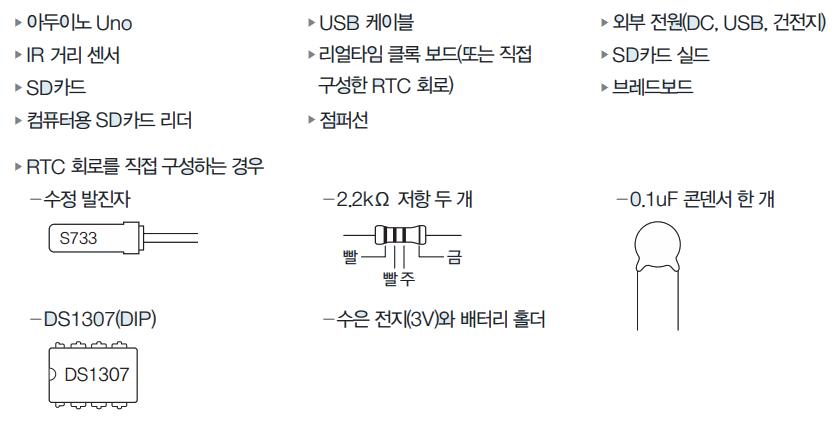 ▸ 아두이노 Uno
▸ USB 케이블
▸ 외부 전원(DC, USB, 건전지)
▸ IR 거리 센서
▸ 리얼타임 클록 보드(또는 직접
구성한 RTC 회로)
▸ SD카드 실드
▸ SD카드
▸ 브레드보드
▸ 컴퓨터용 SD카드 리더
▸ 점퍼선
▸ RTC 회로를 직접 구성하는 경우
–수정 발진자
S733
–2.2kΩ 저항 두 개
빨
빨 주
금
–0.1uF 콘덴서 한 개
–DS1307(DIP)
DS1307
–수은 전지(3V)와 배터리 홀더